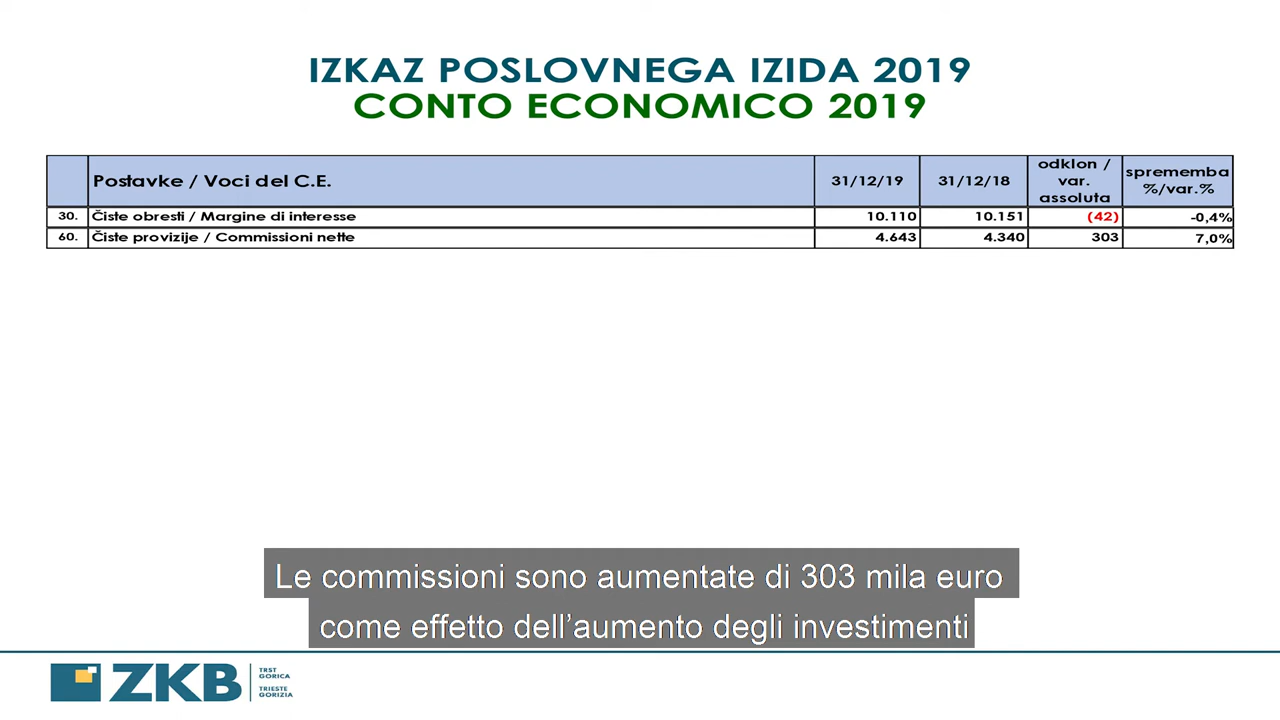 IZKAZ POSLOVNEGA IZIDA 2019
CONTO ECONOMICO 2019
Postavke / Voci del C.E. 31/12/19 31/12/18 odklon / var. assoluta sprememba %/var.%
30. Čiste obresti / Margine di interesse 10.110 10.151 (42) -0,4%
60. Čiste provizije / Commissioni nette 4.643 4.340 303 7,0%
Le commissioni sono aumentate di 303 mila euro
come effetto dell'aumento degli investimenti
ZKB
TRST
GORICA
TRIESTE
GORIZIA